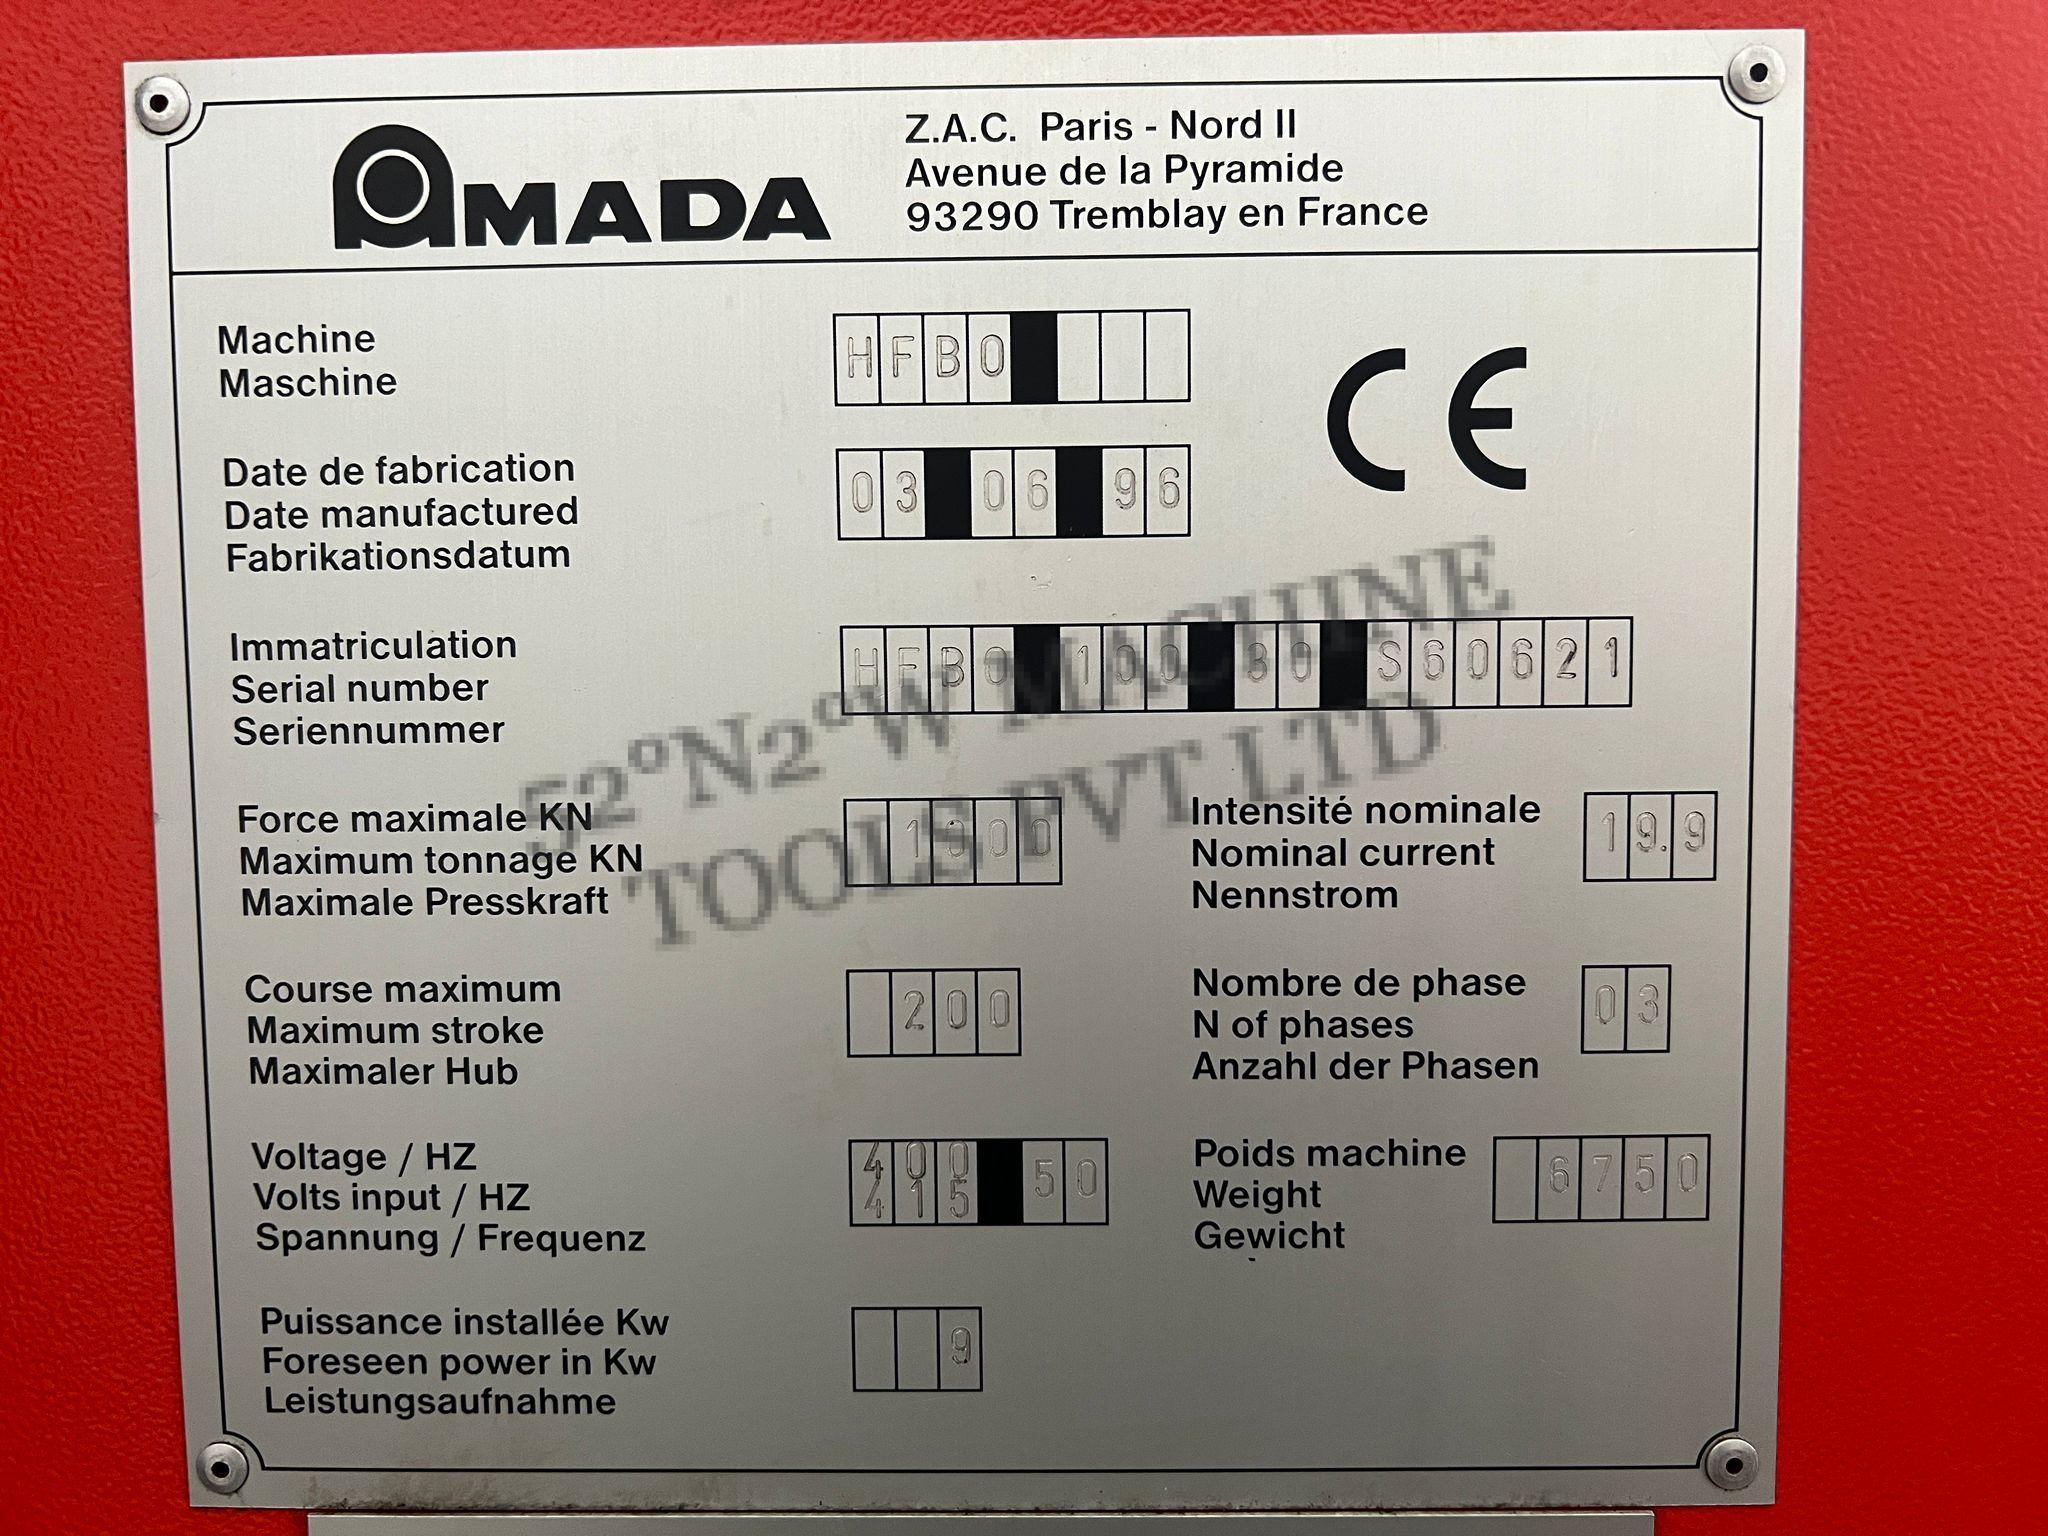 AMADA
Z.A.C. Paris - Nord II
Avenue de la Pyramide
93290 Tremblay en France
Machine
Maschine
HFBO
CE
Date de fabrication
Date manufactured
Fabrikationsdatum
03 06 96
Immatriculation
Serial number
Seriennummer
HFBO 100 30 S60621
Force maximale KN
Maximum tonnage KN
Maximale Presskraft
1000
Intensité nominale
Nominal current
Nennstrom
19.9
Course maximum
Maximum stroke
Maximaler Hub
200
Nombre de phase
N of phases
Anzahl der Phasen
03
Voltage / HZ
Volts input / HZ
Spannung / Frequenz
400
415 50
Poids machine
Weight
Gewicht
6750
Puissance installée Kw
Foreseen power in Kw
Leistungsaufnahme
9
52°N2°W MACHINE
TOOLS PVT LTD